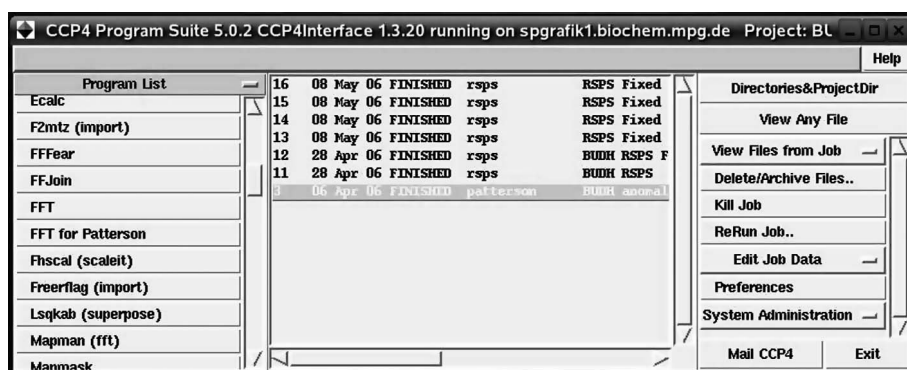 CCP4 Program Suite 5.0.2 CCP4Interface 1.3.20 running on spgrafik1.biochem.mpg.de Project: BU
Help
Program List
Ecalc
F2mtz (import)
FFFear
FFJoin
FFT
FFT for Patterson
Fhscal (scaleit)
Freerflag (import)
Lsqkab (superpose)
Mapman (fft)
Manmask
16 08 May 06 FINISHED rsps RSPS Fixed
15 08 May 06 FINISHED rsps RSPS Fixed
14 08 May 06 FINISHED rsps RSPS Fixed
13 08 May 06 FINISHED rsps RSPS Fixed
12 28 Apr 06 FINISHED rsps BUDH RSPS F
11 28 Apr 06 FINISHED rsps BUDH RSPS
3 06 Apr 06 FINISHED patterson BUDH anomal
Directories&ProjectDir
View Any File
View Files from Job
Delete/Archive Files..
Kill Job
ReRun Job..
Edit Job Data
Preferences
System Administration
Mail CCP4 Exit